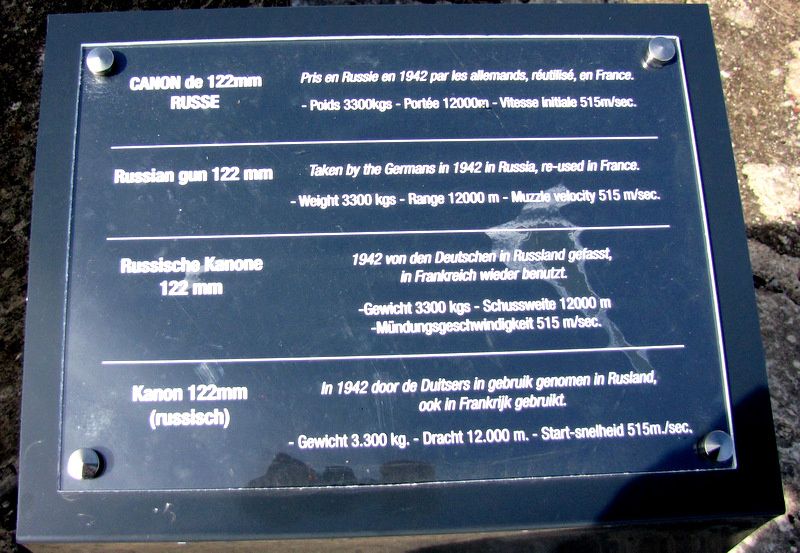 CANON de 122mm
RUSSE
Pris en Russie en 1942 par les allemands, réutilisé, en France.
- Poids 3300kgs - Portée 12000m - Vitesse initiale 515m/sec.
Russian gun 122 mm
Taken by the Germans in 1942 in Russia, re-used in France.
- Weight 3300 kgs - Range 12000 m - Muzzle velocity 515 m/sec.
Russische Kanone
122 mm
1942 von den Deutschen in Russland gefasst,
in Frankreich wieder benutzt.
-Gewicht 3300 kgs - Schussweite 12000 m
-Mündungsgeschwindigkeit 515 m/sec.
Kanon 122mm
(russisch)
In 1942 door de Duitsers in gebruik genomen in Rusland,
ook in Frankrijk gebruikt.
- Gewicht 3.300 kg. - Dracht 12.000 m. - Start-snelheid 515m./sec.